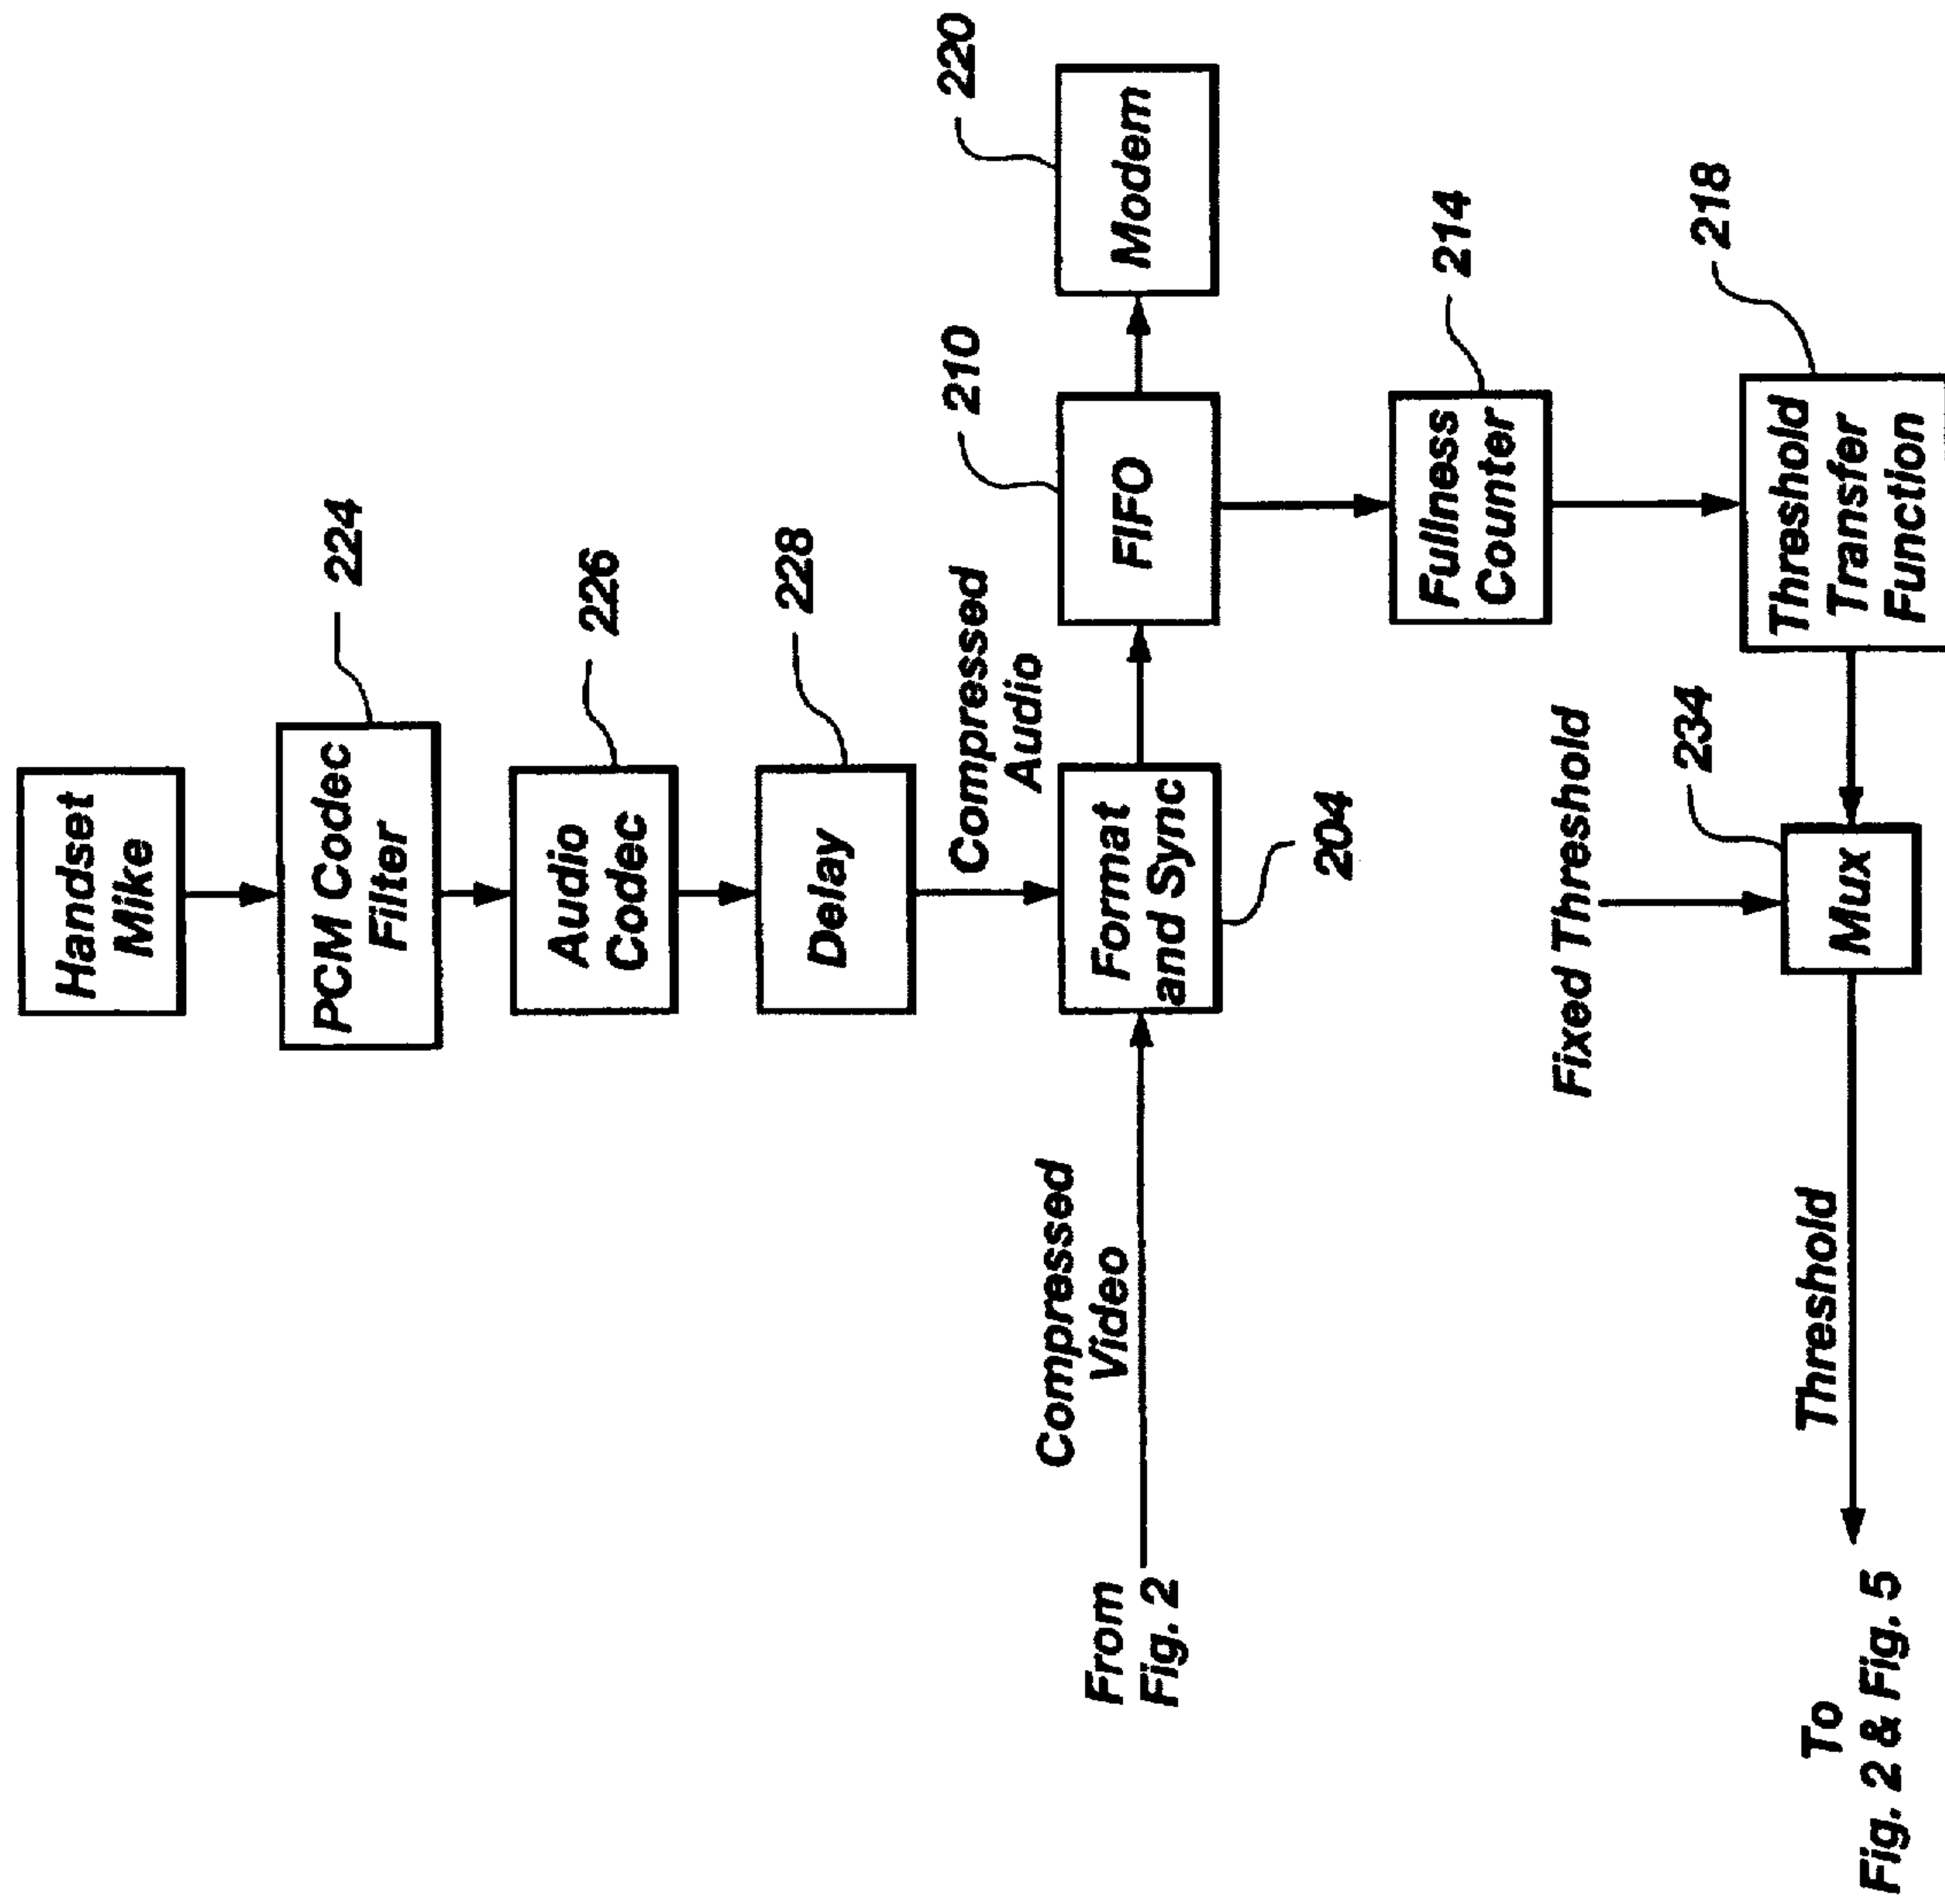 Handset
Mike
224
PCM Codec
Filter
226
Audio
Codec
228
Delay
Compressed
Audio
210
220
Compressed
Video
From
Fig. 2
Format
and Sync
FIFO
Modem
204
214
Fullness
Counter
Fixed Threshold
234
218
Threshold
Transfer
Function
Mux
Threshold
To
Fig. 2 & Fig. 5